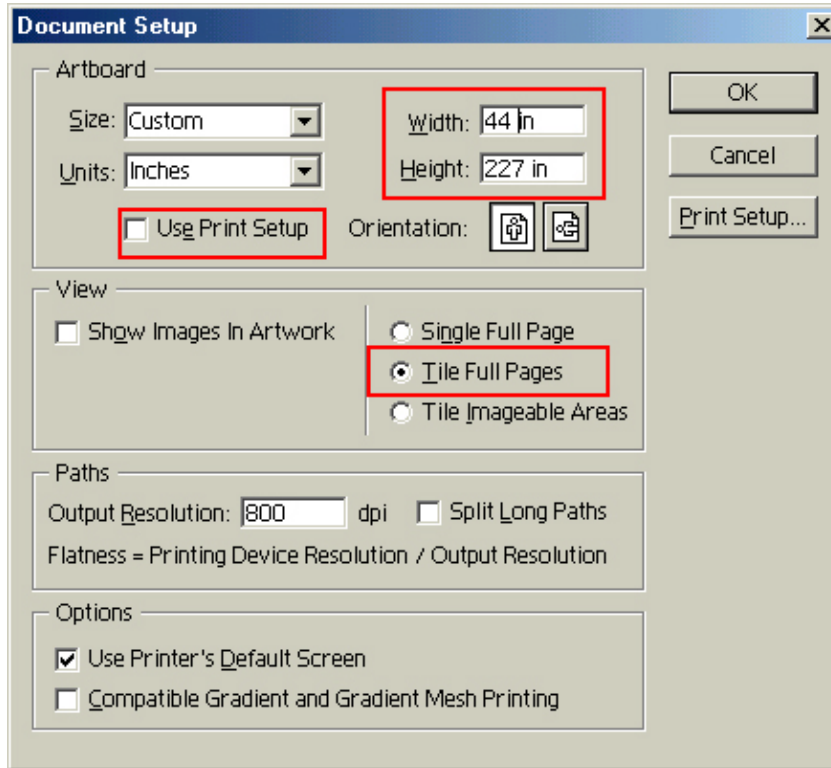 Document Setup
Artboard
Size: Custom
Width: 44 in
Units: Inches
Height: 227 in
Use Print Setup
Orientation:
OK
Cancel
Print Setup...
View
Show Images In Artwork
Single Full Page
Tile Full Pages
Tile Imageable Areas
Paths
Output Resolution: 800 dpi
Split Long Paths
Flatness = Printing Device Resolution / Output Resolution
Options
Use Printer's Default Screen
Compatible Gradient and Gradient Mesh Printing